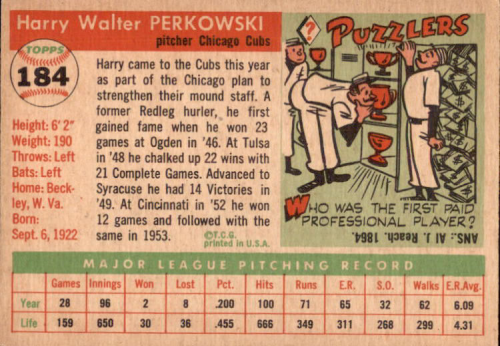 Harry Walter PERKOWSKI
pitcher Chicago Cubs
TOPPS
184
Height: 6' 2"
Weight: 190
Throws: Left
Bats: Left
Home: Beck-
ley, W. Va.
Born:
Sept. 6, 1922
Harry came to the Cubs this year
as part of the Chicago plan to
strengthen their mound staff. A
former Redleg hurler, he first
gained fame when he won 23
games at Ogden in '46. At Tulsa
in '48 he chalked up 22 wins with
21 Complete Games. Advanced to
Syracuse he had 14 Victories in
'49. At Cincinnati in '52 he won
12 games and followed with the
same in 1953.
©T.C.G.
printed in U.S.A.
?
PUZZLERS
WHO WAS THE FIRST PAID
PROFESSIONAL PLAYER?
ANS. Al J. Reach. 1864.
MAJOR LEAGUE PITCHING RECORD
Games Innings Won Lost Pct. Hits Runs E.R. S.O. Walks E.R.Avg.
Year 28 96 2 8 .200 100 71 65 32 62 6.09
Life 159 650 30 36 .455 666 349 311 268 299 4.31